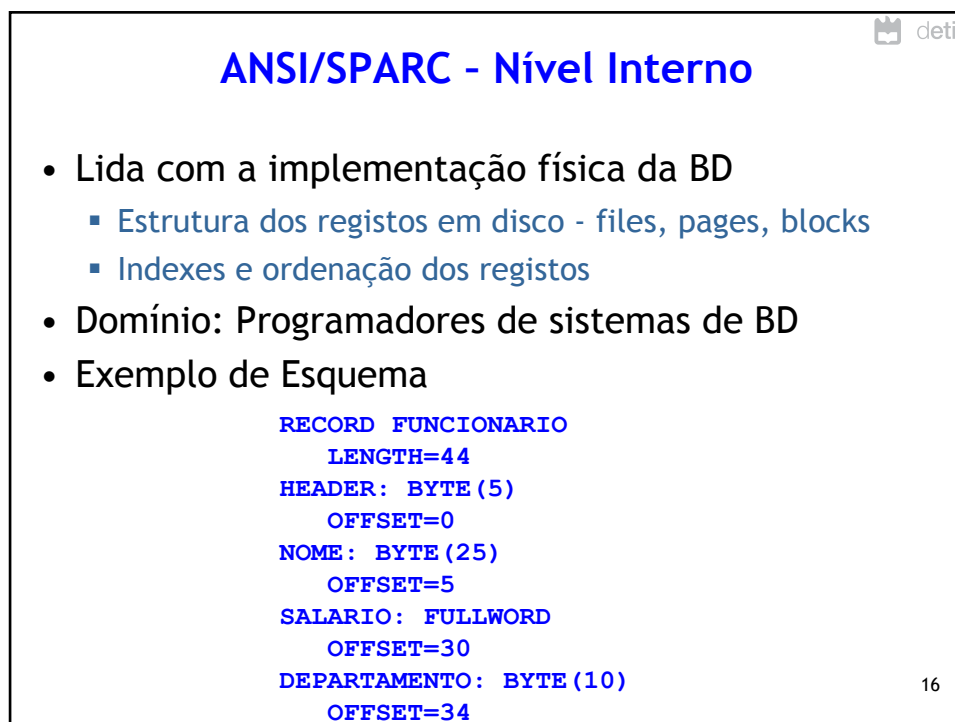 deti
ANSI/SPARC – Nível Interno
• Lida com a implementação física da BD
▪ Estrutura dos registos em disco - files, pages, blocks
▪ Indexes e ordenação dos registos
• Domínio: Programadores de sistemas de BD
• Exemplo de Esquema
RECORD FUNCIONARIO
LENGTH=44
HEADER: BYTE(5)
OFFSET=0
NOME: BYTE(25)
OFFSET=5
SALARIO: FULLWORD
OFFSET=30
DEPARTAMENTO: BYTE(10)
OFFSET=34
16